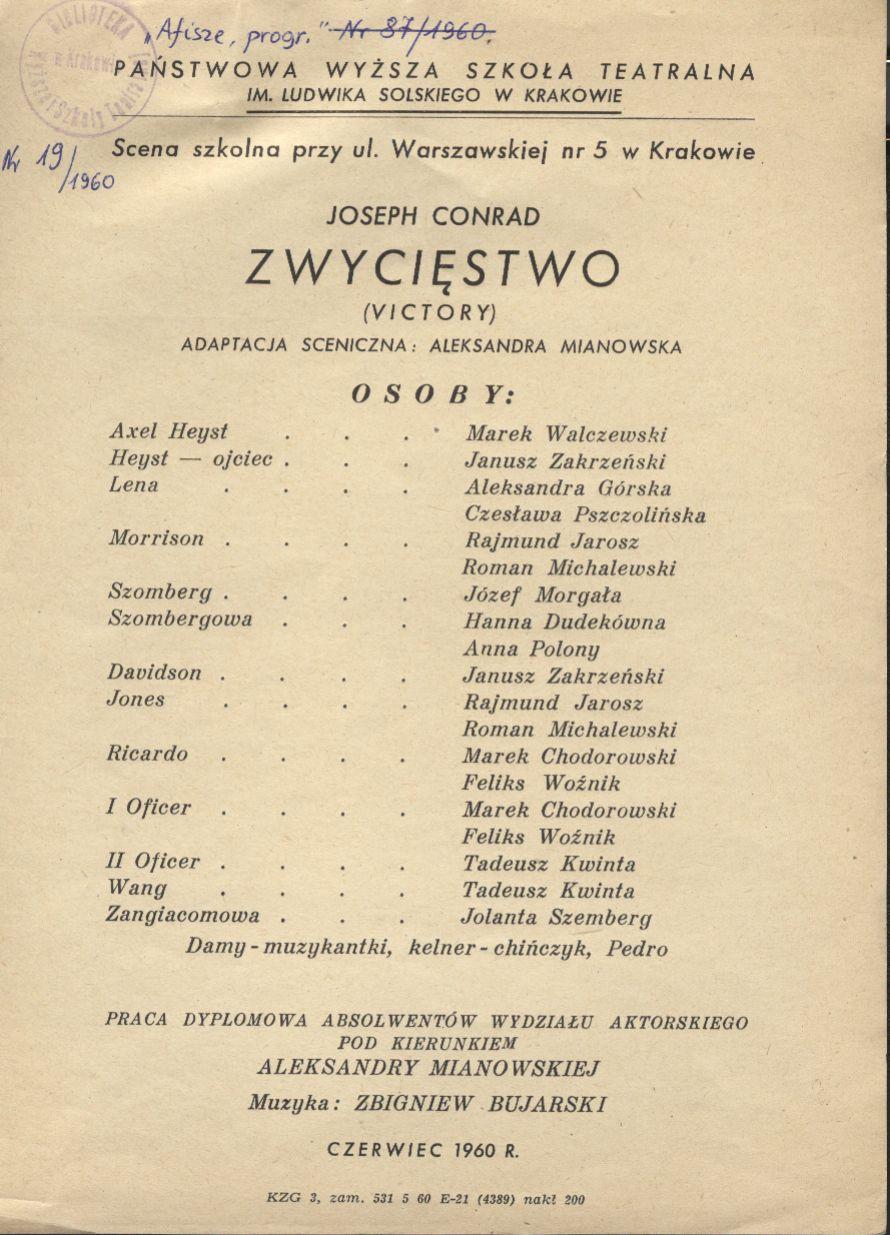 BIBLIOTEKA
w Krakowie
„Afisze, progr." Nr 87/1960.
PAŃSTWOWA WYŻSZA SZKOŁA TEATRALNA
IM. LUDWIKA SOLSKIEGO W KRAKOWIE
Nr 19/1960
Scena szkolna przy ul. Warszawskiej nr 5 w Krakowie
JOSEPH CONRAD
ZWYCIĘSTWO
(VICTORY)
ADAPTACJA SCENICZNA: ALEKSANDRA MIANOWSKA
OSOBY:
Axel Heyst . . . Marek Walczewski
Heyst — ojciec . . . Janusz Zakrzeński
Lena . . . . Aleksandra Górska
Czesława Pszczolińska
Morrison . . . . Rajmund Jarosz
Roman Michalewski
Szomberg . . . . Józef Morgała
Szombergowa . . . Hanna Dudekówna
Anna Polony
Davidson . . . . Janusz Zakrzeński
Jones . . . . Rajmund Jarosz
Roman Michalewski
Ricardo . . . . Marek Chodorowski
Feliks Woźnik
I Oficer . . . . Marek Chodorowski
Feliks Woźnik
II Oficer . . . . Tadeusz Kwinta
Wang . . . . Tadeusz Kwinta
Zangiacomowa . . . Jolanta Szemberg
Damy-muzykantki, kelner-chińczyk, Pedro
PRACA DYPLOMOWA ABSOLWENTÓW WYDZIAŁU AKTORSKIEGO
POD KIERUNKIEM
ALEKSANDRY MIANOWSKIEJ
Muzyka: ZBIGNIEW BUJARSKI
CZERWIEC 1960 R.
KZG 3, zam. 531 5 60 E-21 (4389) nakł 200